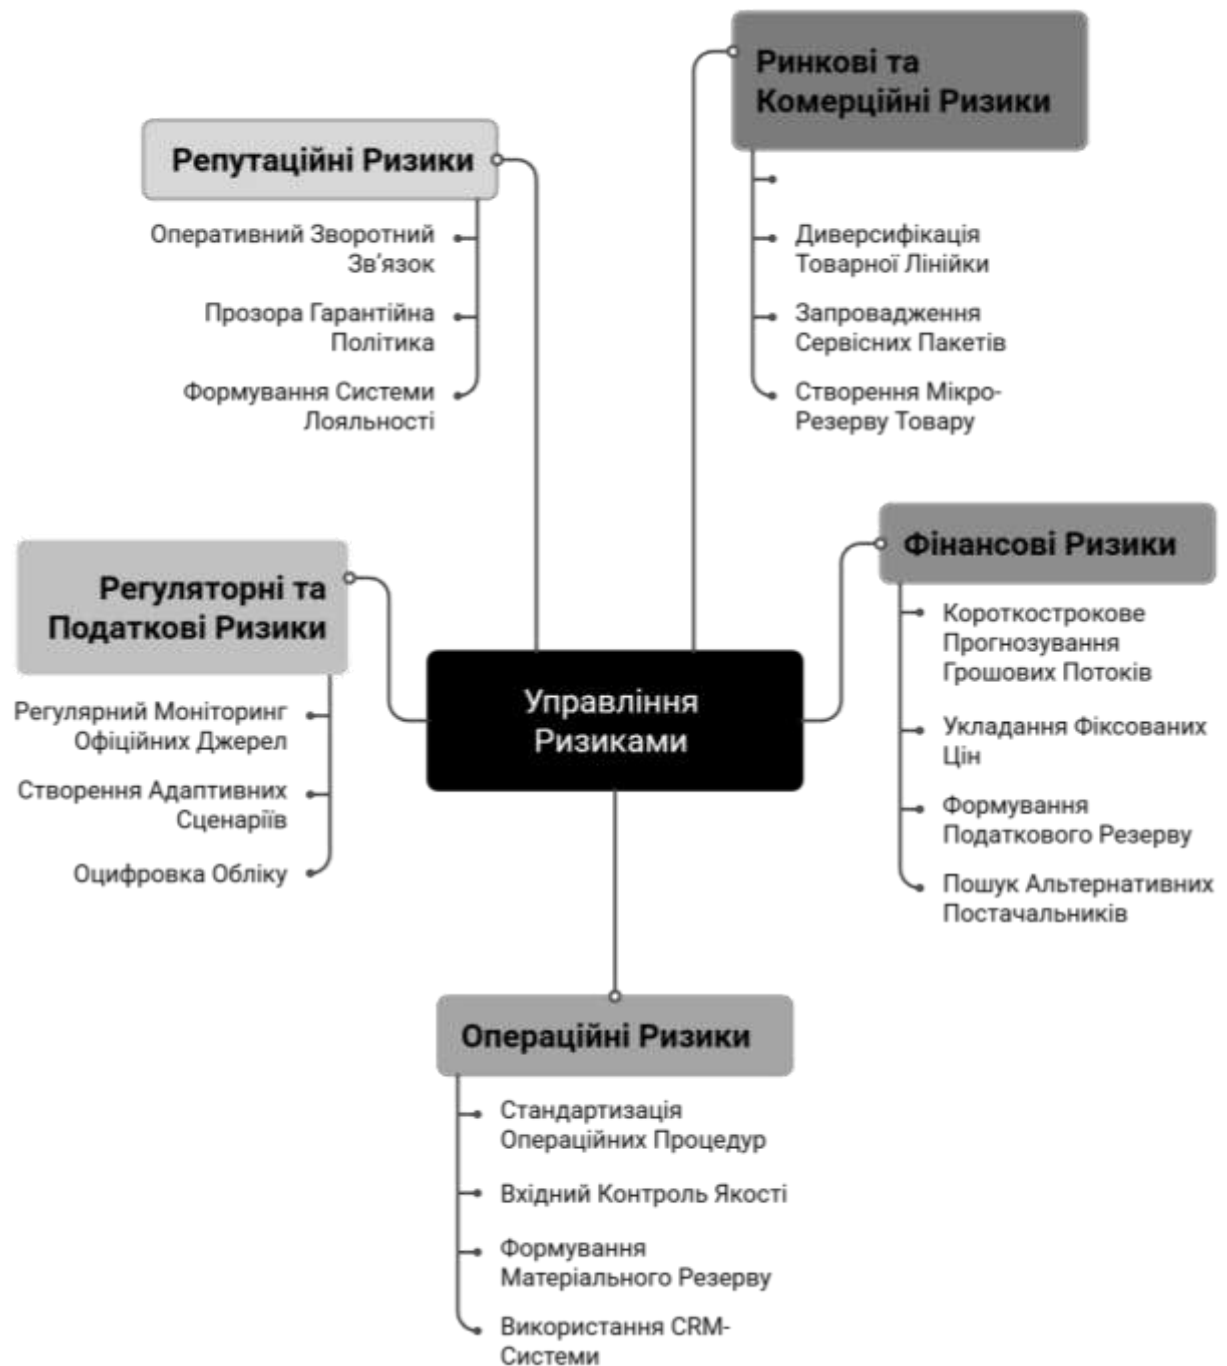 Ринкові та
Комерційні Ризики
Диверсифікація
Товарної Лінійки
Запровадження
Сервісних Пакетів
Створення Мікро-
Резерву Товару
Репутаційні Ризики
Оперативний Зворотний
Зв'язок
Прозора Гарантійна
Політика
Формування Системи
Лояльності
Фінансові Ризики
Короткострокове
Прогнозування
Грошових Потоків
Укладання Фіксованих
Цін
Формування
Податкового Резерву
Пошук Альтернативних
Постачальників
Регуляторні та
Податкові Ризики
Регулярний Моніторинг
Офіційних Джерел
Створення Адаптивних
Сценаріїв
Оцифровка Обліку
Управління
Ризиками
Операційні Ризики
Стандартизація
Операційних Процедур
Вхідний Контроль Якості
Формування
Матеріального Резерву
Використання CRM-
Системи